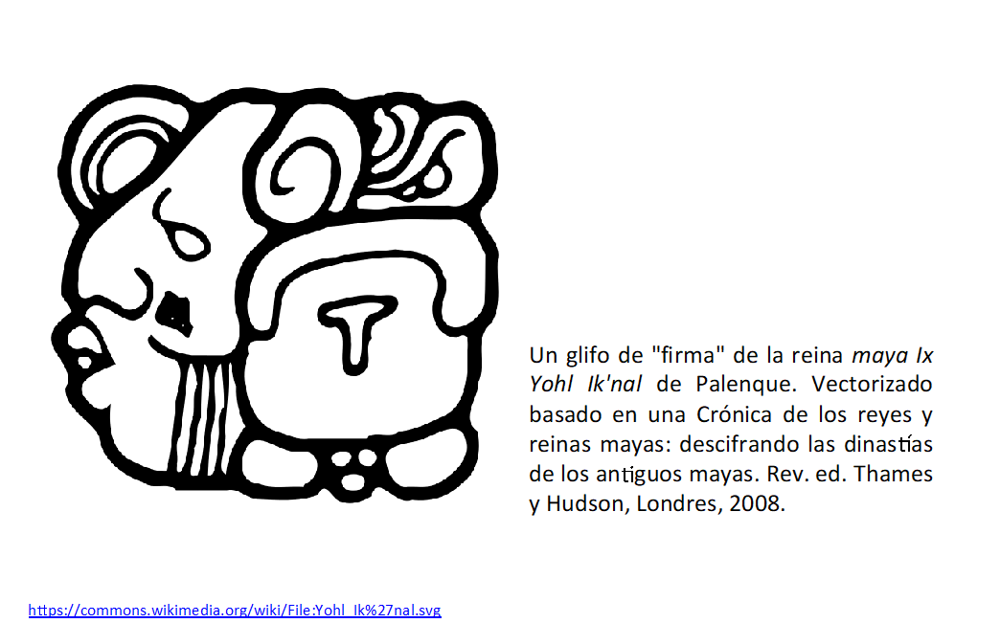 Un glifo de "firma" de la reina maya Ix
Yohl Ik'nal de Palenque. Vectorizado
basado en una Crónica de los reyes y
reinas mayas: descifrando las dinastías
de los antiguos mayas. Rev. ed. Thames
y Hudson, Londres, 2008.
https://commons.wikimedia.org/wiki/File:Yohl_Ik%27nal.svg